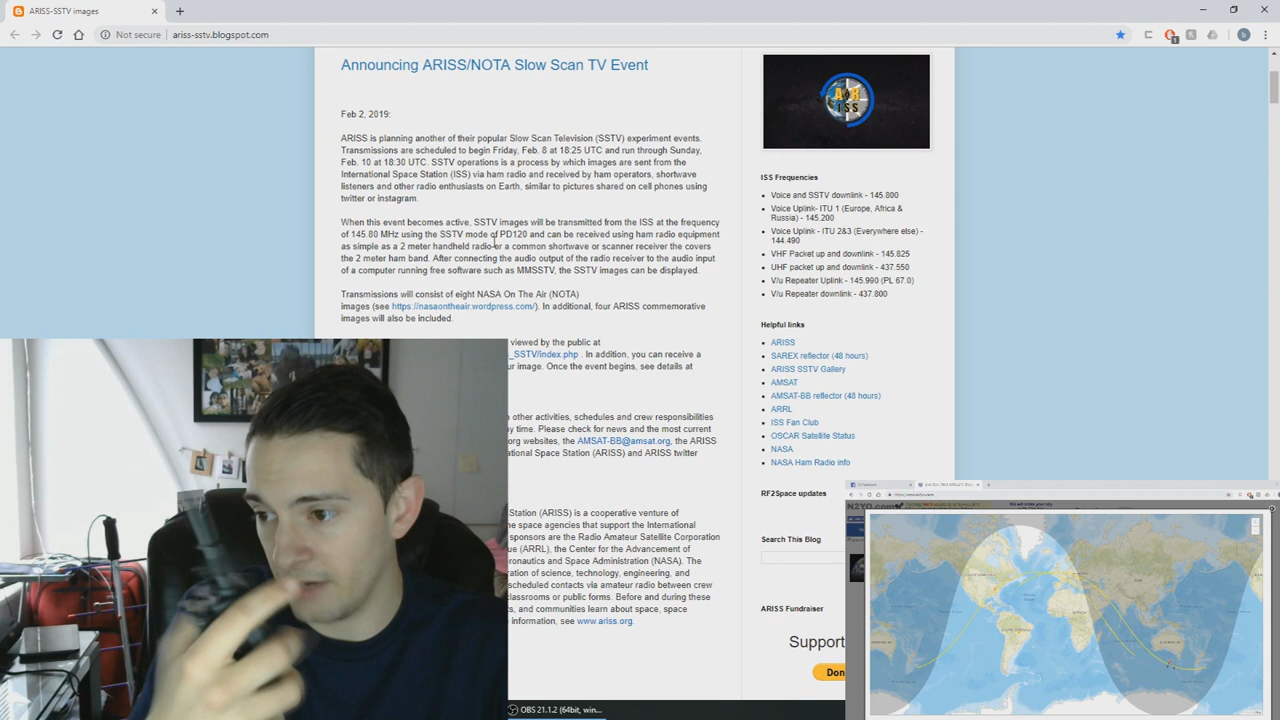 ARISS-SSTV images
Not secure
ariss-sstv.blogspot.com
Announcing ARISS/NOTA Slow Scan TV Event
Feb 2, 2019:
ARISS is planning another of their popular Slow Scan Television (SSTV) experiment events.
Transmissions are scheduled to begin Friday, Feb. 8 at 18:25 UTC and run through Sunday,
Feb. 10 at 18:30 UTC. SSTV operations is a process by which images are sent from the
International Space Station (ISS) via ham radio and received by ham operators, shortwave
listeners and other radio enthusiasts on Earth, similar to pictures shared on cell phones using
twitter or instagram.
When this event becomes active, SSTV images will be transmitted from the ISS at the frequency
of 145.80 MHz using the SSTV mode of PD120 and can be received using ham radio equipment
as simple as a 2 meter handheld radio or a common shortwave or scanner receiver the covers
the 2 meter ham band. After connecting the audio output of the radio receiver to the audio input
of a computer running free software such as MMSSTV, the SSTV images can be displayed.
Transmissions will consist of eight NASA On The Air (NOTA)
images (see https://nasaontheair.wordpress.com/). In additional, four ARISS commemorative
images will also be included.
viewed by the public at
_SSTV/index.php . In addition, you can receive a
ur image. Once the event begins, see details at
n other activities, schedules and crew responsibilities
y time. Please check for news and the most current
org websites, the AMSAT-BB@amsat.org, the ARISS
ational Space Station (ARISS) and ARISS twitter
Station (ARISS) is a cooperative venture of
he space agencies that support the International
sponsors are the Radio Amateur Satellite Corporation
ue (ARRL), the Center for the Advancement of
eronautics and Space Administration (NASA). The
ration of science, technology, engineering, and
scheduled contacts via amateur radio between crew
classrooms or public forms. Before and during these
ts, and communities learn about space, space
information, see www.ariss.org.
A R
ISS
ISS Frequencies
Voice and SSTV downlink - 145.800
Voice Uplink- ITU 1 (Europe, Africa &
Russia) - 145.200
Voice Uplink - ITU 2&3 (Everywhere else) -
144.490
VHF Packet up and downlink - 145.825
UHF packet up and downlink - 437.550
V/u Repeater Uplink - 145.990 (PL 67.0)
V/u Repeater downlink - 437.800
Helpful links
ARISS
SAREX reflector (48 hours)
ARISS SSTV Gallery
AMSAT
AMSAT-BB reflector (48 hours)
ARRL
ISS Fan Club
OSCAR Satellite Status
NASA
NASA Ham Radio info
RF2Space updates
Search This Blog
ARISS Fundraiser
Support
Don
N2YO.com
OBS 21.1.2 (64bit, win...